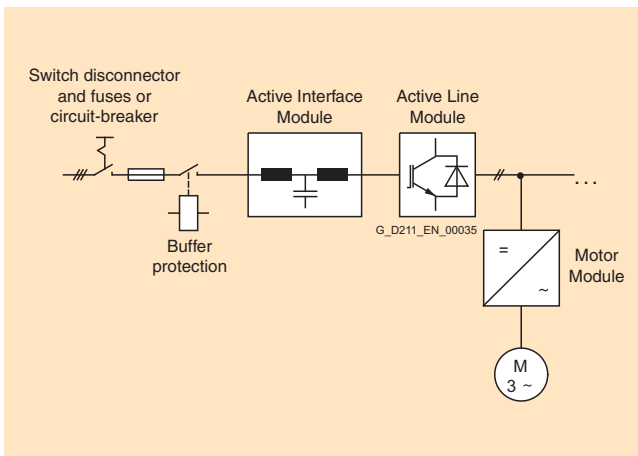 Switch disconnector
and fuses or
circuit-breaker
Active Interface
Module
Active Line
Module
Buffer
protection
G_D211_EN_00035
...
=
~
Motor
Module
M
3 ~